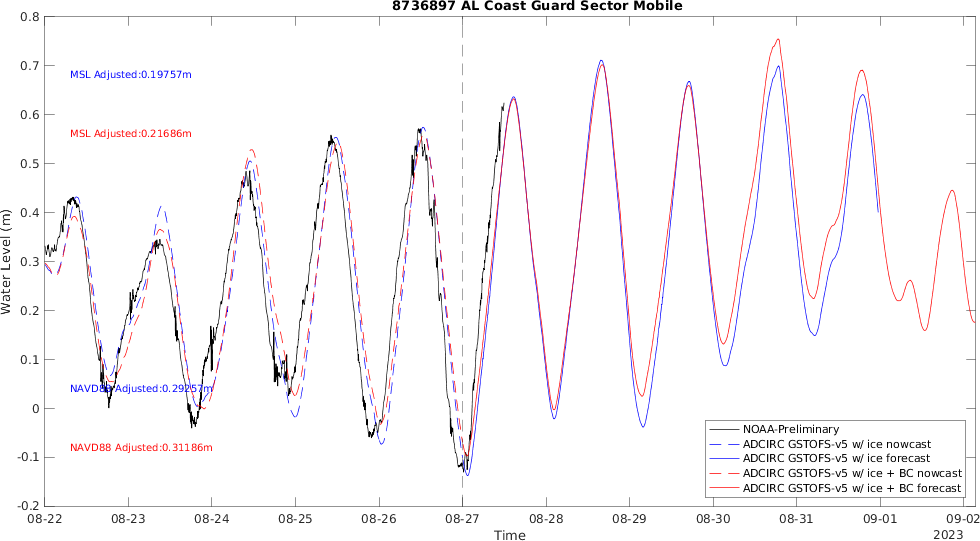 8736897 AL Coast Guard Sector Mobile
0.8
0.7
0.6
0.5
0.4
0.3
0.2
0.1
0
-0.1
-0.2
Water Level (m)
MSL Adjusted:0.19757m
MSL Adjusted:0.21686m
NAVD88 Adjusted:0.29257m
NAVD88 Adjusted:0.31186m
NOAA-Preliminary
ADCIRC GSTOFS-v5 w/ ice nowcast
ADCIRC GSTOFS-v5 w/ ice forecast
ADCIRC GSTOFS-v5 w/ ice + BC nowcast
ADCIRC GSTOFS-v5 w/ ice + BC forecast
08-22 08-23 08-24 08-25 08-26 08-27 08-28 08-29 08-30 08-31 09-01 09-02
Time
2023